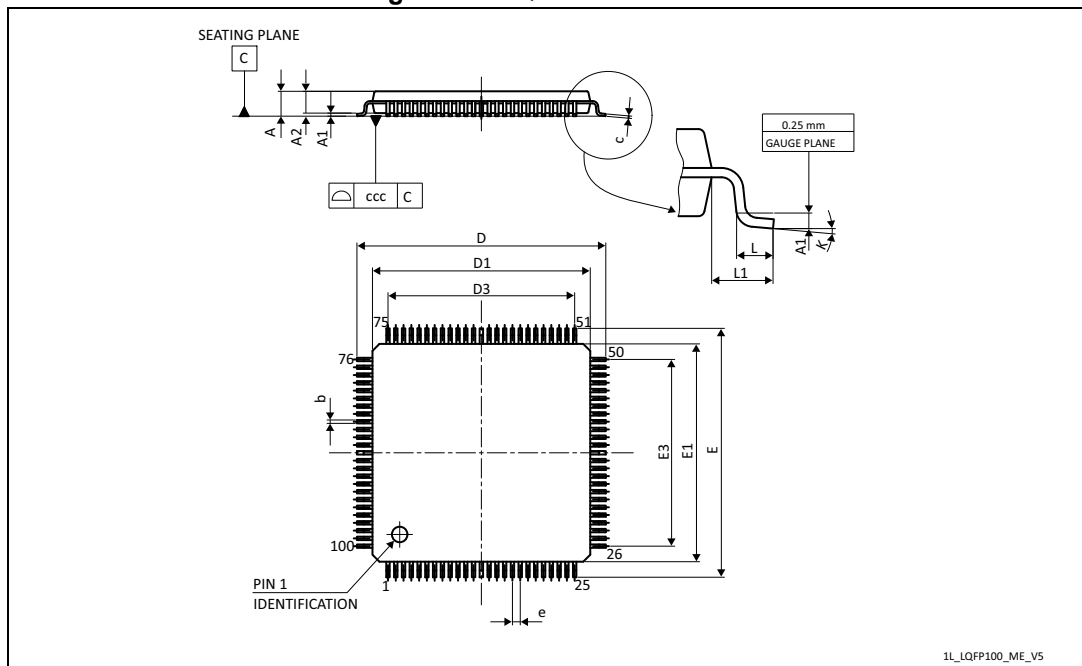 SEATING PLANE
C
A
A2
A1
c
ccc C
0.25 mm
GAUGE PLANE
L
A1
K
L1
D
D1
D3
75
51
76
50
b
E3
E1
E
100
26
PIN 1
IDENTIFICATION
1
25
e
1L_LQFP100_ME_V5